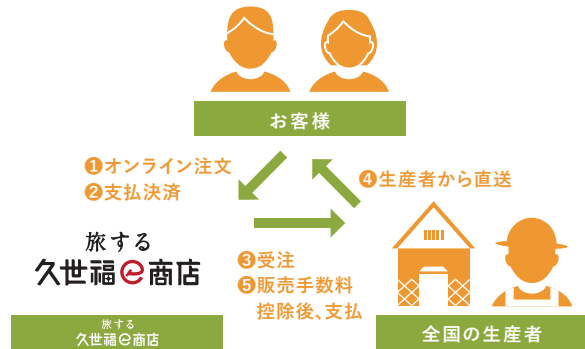 お客様
❶オンライン注文
❷支払決済
❹生産者から直送
旅する
久世福e商店
❸受注
❺販売手数料
控除後、支払
旅する
久世福e商店
全国の生産者